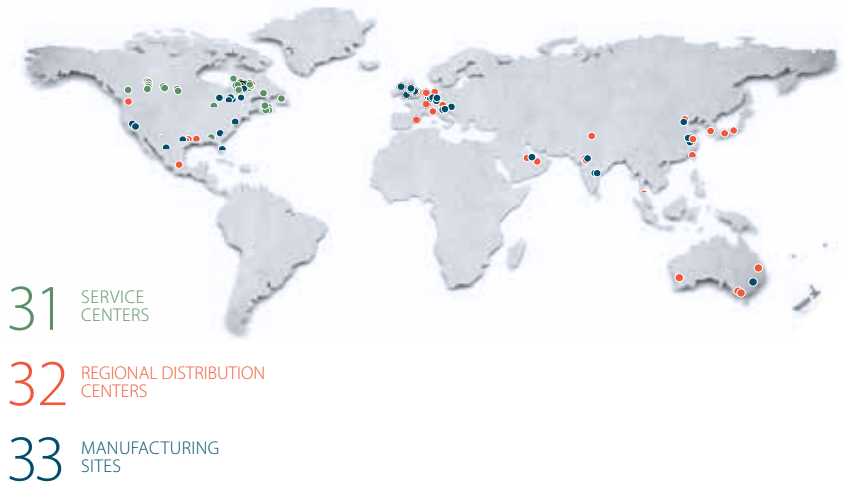 31 SERVICE
CENTERS
32 REGIONAL DISTRIBUTION
CENTERS
33 MANUFACTURING
SITES